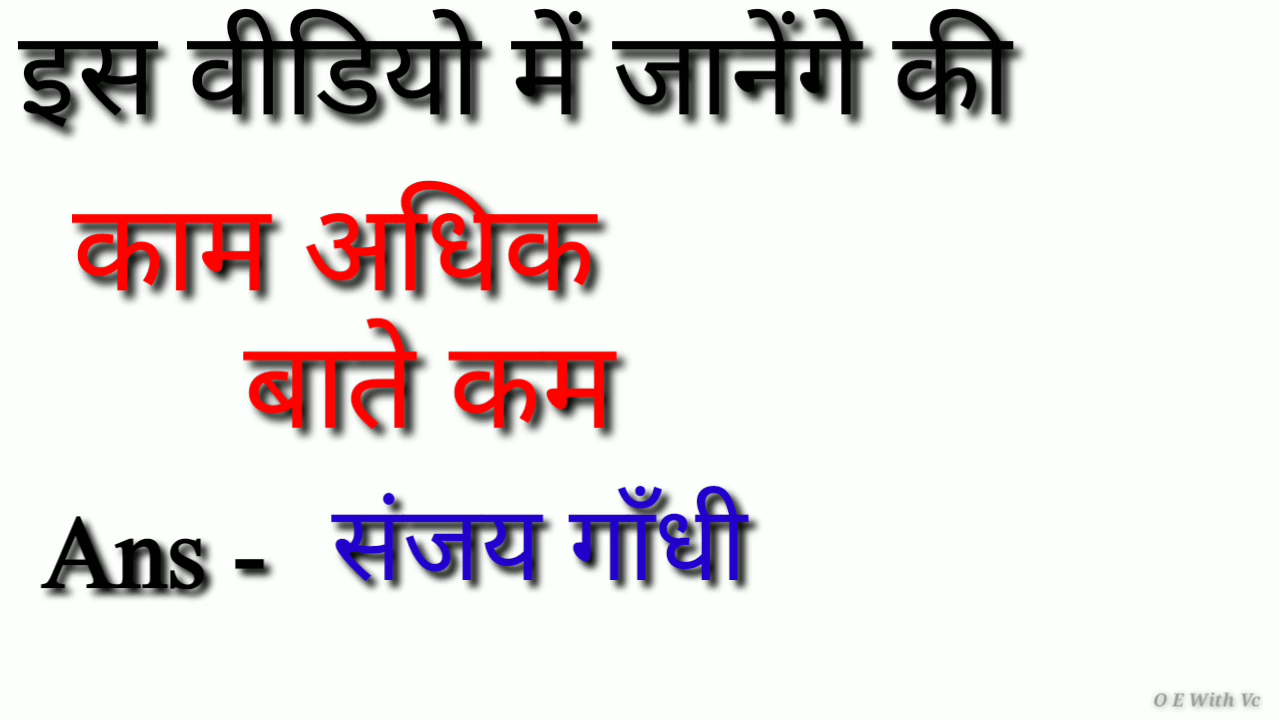 इस वीडियो में जानेंगे की
काम अधिक
बाते कम
Ans - संजय गाँधी
O E With Vc